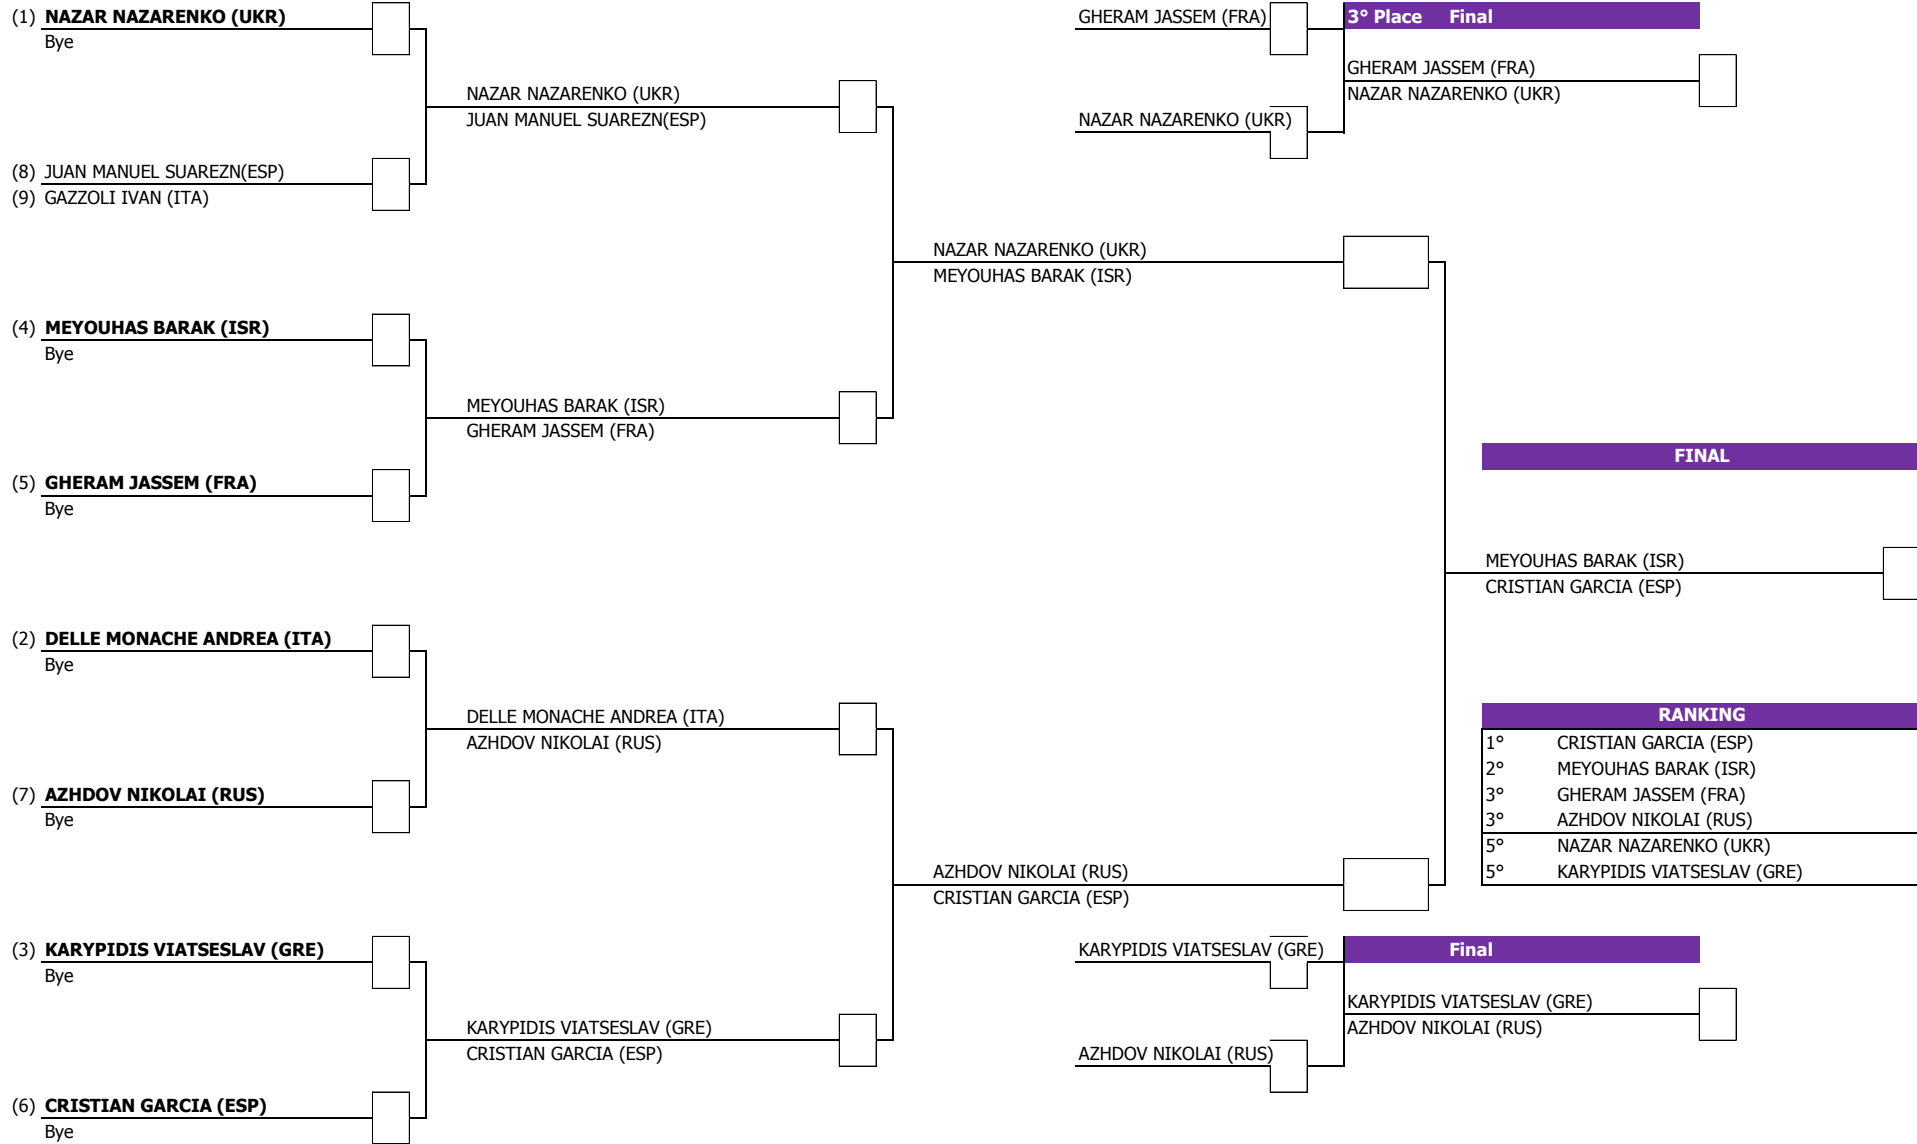 (1) NAZAR NAZARENKO (UKR)
Bye
(8) JUAN MANUEL SUAREZN(ESP)
(9) GAZZOLI IVAN (ITA)
(4) MEYOUHAS BARAK (ISR)
Bye
(5) GHERAM JASSEM (FRA)
Bye
(2) DELLE MONACHE ANDREA (ITA)
Bye
(7) AZHDOV NIKOLAI (RUS)
Bye
(3) KARYPIDIS VIATSESLAV (GRE)
Bye
(6) CRISTIAN GARCIA (ESP)
Bye
NAZAR NAZARENKO (UKR)
JUAN MANUEL SUAREZN(ESP)
MEYOUHAS BARAK (ISR)
GHERAM JASSEM (FRA)
DELLE MONACHE ANDREA (ITA)
AZHDOV NIKOLAI (RUS)
KARYPIDIS VIATSESLAV (GRE)
CRISTIAN GARCIA (ESP)
NAZAR NAZARENKO (UKR)
MEYOUHAS BARAK (ISR)
AZHDOV NIKOLAI (RUS)
CRISTIAN GARCIA (ESP)
GHERAM JASSEM (FRA)
NAZAR NAZARENKO (UKR)
3° Place Final
GHERAM JASSEM (FRA)
NAZAR NAZARENKO (UKR)
FINAL
MEYOUHAS BARAK (ISR)
CRISTIAN GARCIA (ESP)
RANKING
1° CRISTIAN GARCIA (ESP)
2° MEYOUHAS BARAK (ISR)
3° GHERAM JASSEM (FRA)
3° AZHDOV NIKOLAI (RUS)
5° NAZAR NAZARENKO (UKR)
5° KARYPIDIS VIATSESLAV (GRE)
KARYPIDIS VIATSESLAV (GRE)
AZHDOV NIKOLAI (RUS)
Final
KARYPIDIS VIATSESLAV (GRE)
AZHDOV NIKOLAI (RUS)